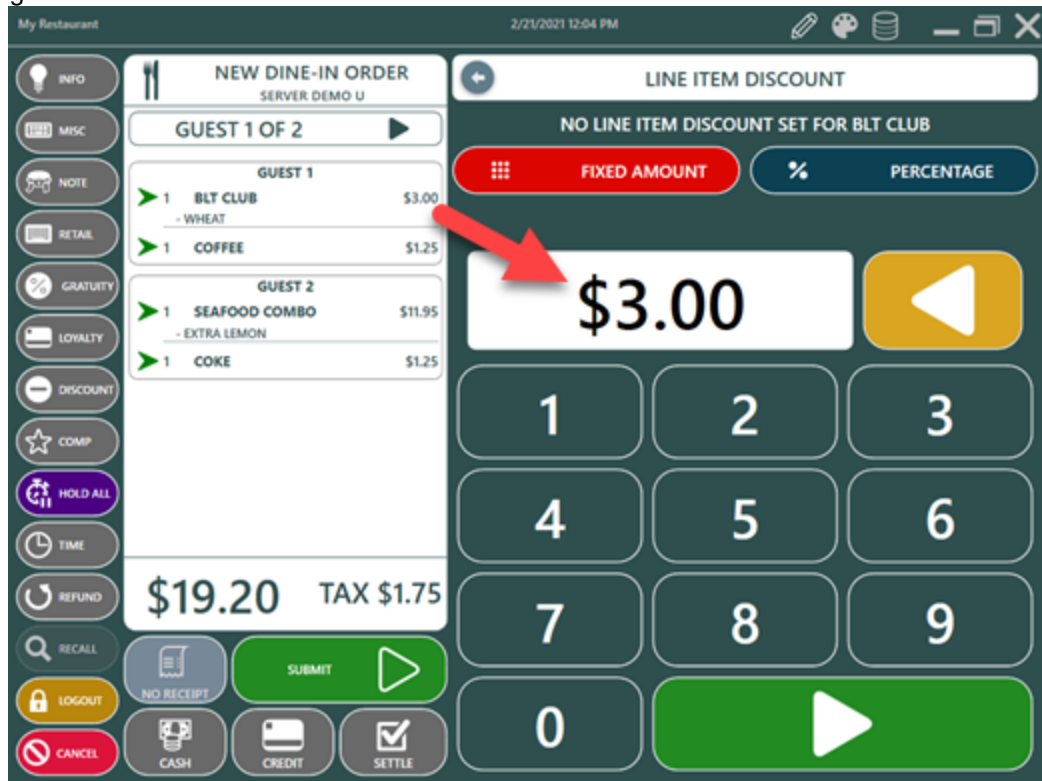 g
My Restaurant
2/21/2021 12:04 PM
INFO
MISC
NOTE
RETAIL
GRATUITY
LOYALTY
DISCOUNT
COMP
HOLD ALL
TIME
REFUND
RECALL
LOGOUT
CANCEL
NEW DINE-IN ORDER
SERVER DEMO U
GUEST 1 OF 2
GUEST 1
1 BLT CLUB $3.00
- WHEAT
1 COFFEE $1.25
GUEST 2
1 SEAFOOD COMBO $11.95
- EXTRA LEMON
1 COKE $1.25
$19.20 TAX $1.75
NO RECEIPT
SUBMIT
CASH
CREDIT
SETTLE
LINE ITEM DISCOUNT
NO LINE ITEM DISCOUNT SET FOR BLT CLUB
FIXED AMOUNT
% PERCENTAGE
$3.00
1 2 3
4 5 6
7 8 9
0